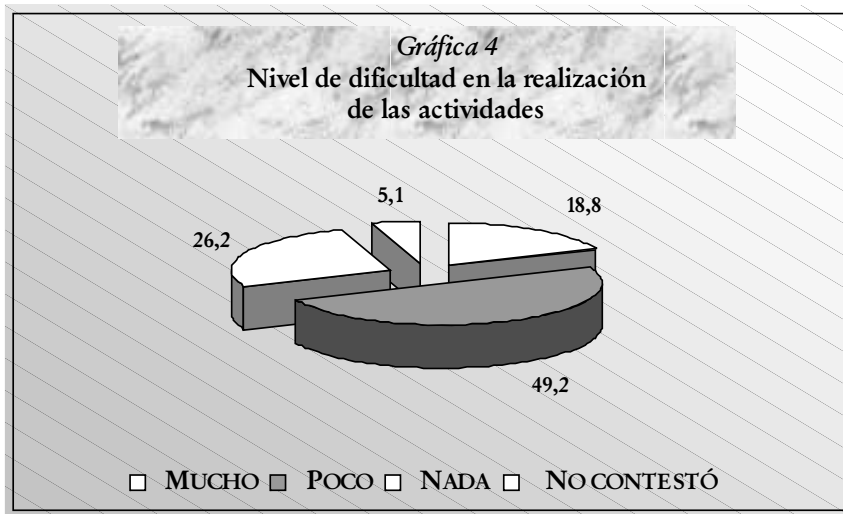 Gráfica 4
Nivel de dificultad en la realización
de las actividades
5,1
18,8
26,2
49,2
MUCHO POCO NADA NO CONTESTÓ